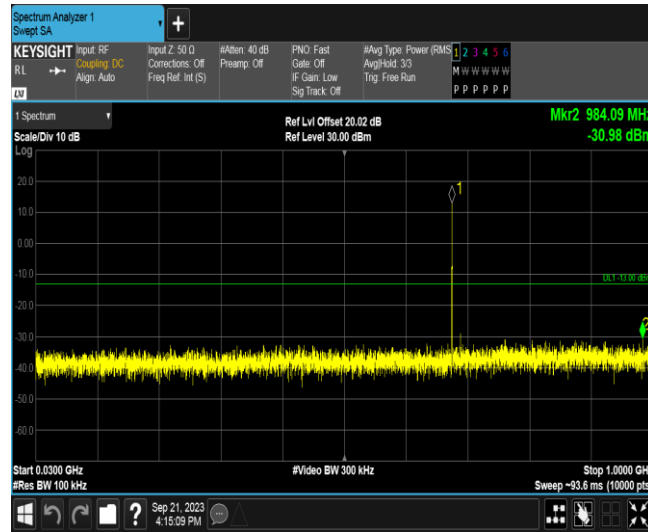 Spectrum Analyzer 1
Swept SA
KEYSIGHT
RL
LXI
Input: RF
Coupling: DC
Align: Auto
Input Z: 50 Ω
Corrections: Off
Freq Ref: Int (S)
#Atten: 40 dB
Preamp: Off
PNO: Fast
Gate: Off
IF Gain: Low
Sig Track: Off
#Avg Type: Power (RMS
Avg|Hold: 3/3
Trig: Free Run
1 2 3 4 5 6
M W W W W W
P P P P P P
1 Spectrum
Scale/Div 10 dB
Log
Ref Lvl Offset 20.02 dB
Ref Level 30.00 dBm
Mkr2 984.09 MHz
-30.98 dBm
20.0
10.0
0.00
-10.0
-20.0
-30.0
-40.0
-50.0
-60.0
1
2
DL1 -13.00 dBm
Start 0.0300 GHz
#Res BW 100 kHz
#Video BW 300 kHz
Stop 1.0000 GHz
Sweep ~93.6 ms (10000 pts
?
Sep 21, 2023
4:15:09 PM